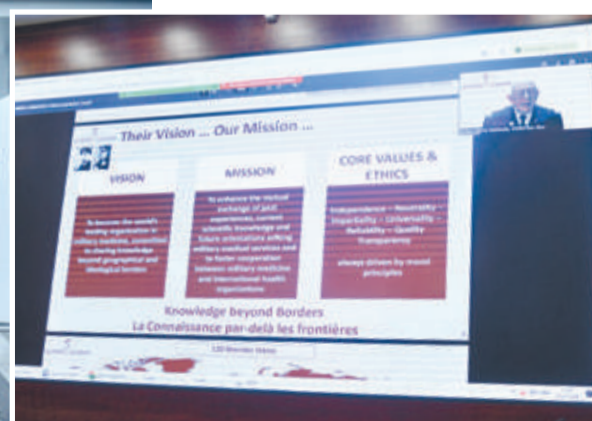 Their Vision ... Our Mission ...
VISION
To become the world's
leading organization in
military medicine, committed
to sharing knowledge
beyond geographical and
ideological borders
MISSION
To enhance the mutual
exchange of past
experiences, current
scientific knowledge and
future orientations among
military medical services and
to foster cooperation
between military medicine
and international health
organizations
CORE VALUES &
ETHICS
Independence – Neutrality
Impartiality – Universality –
Reliability – Quality
Transparency
always driven by moral
principles
Knowledge beyond Borders
La Connaissance par-delà les frontières